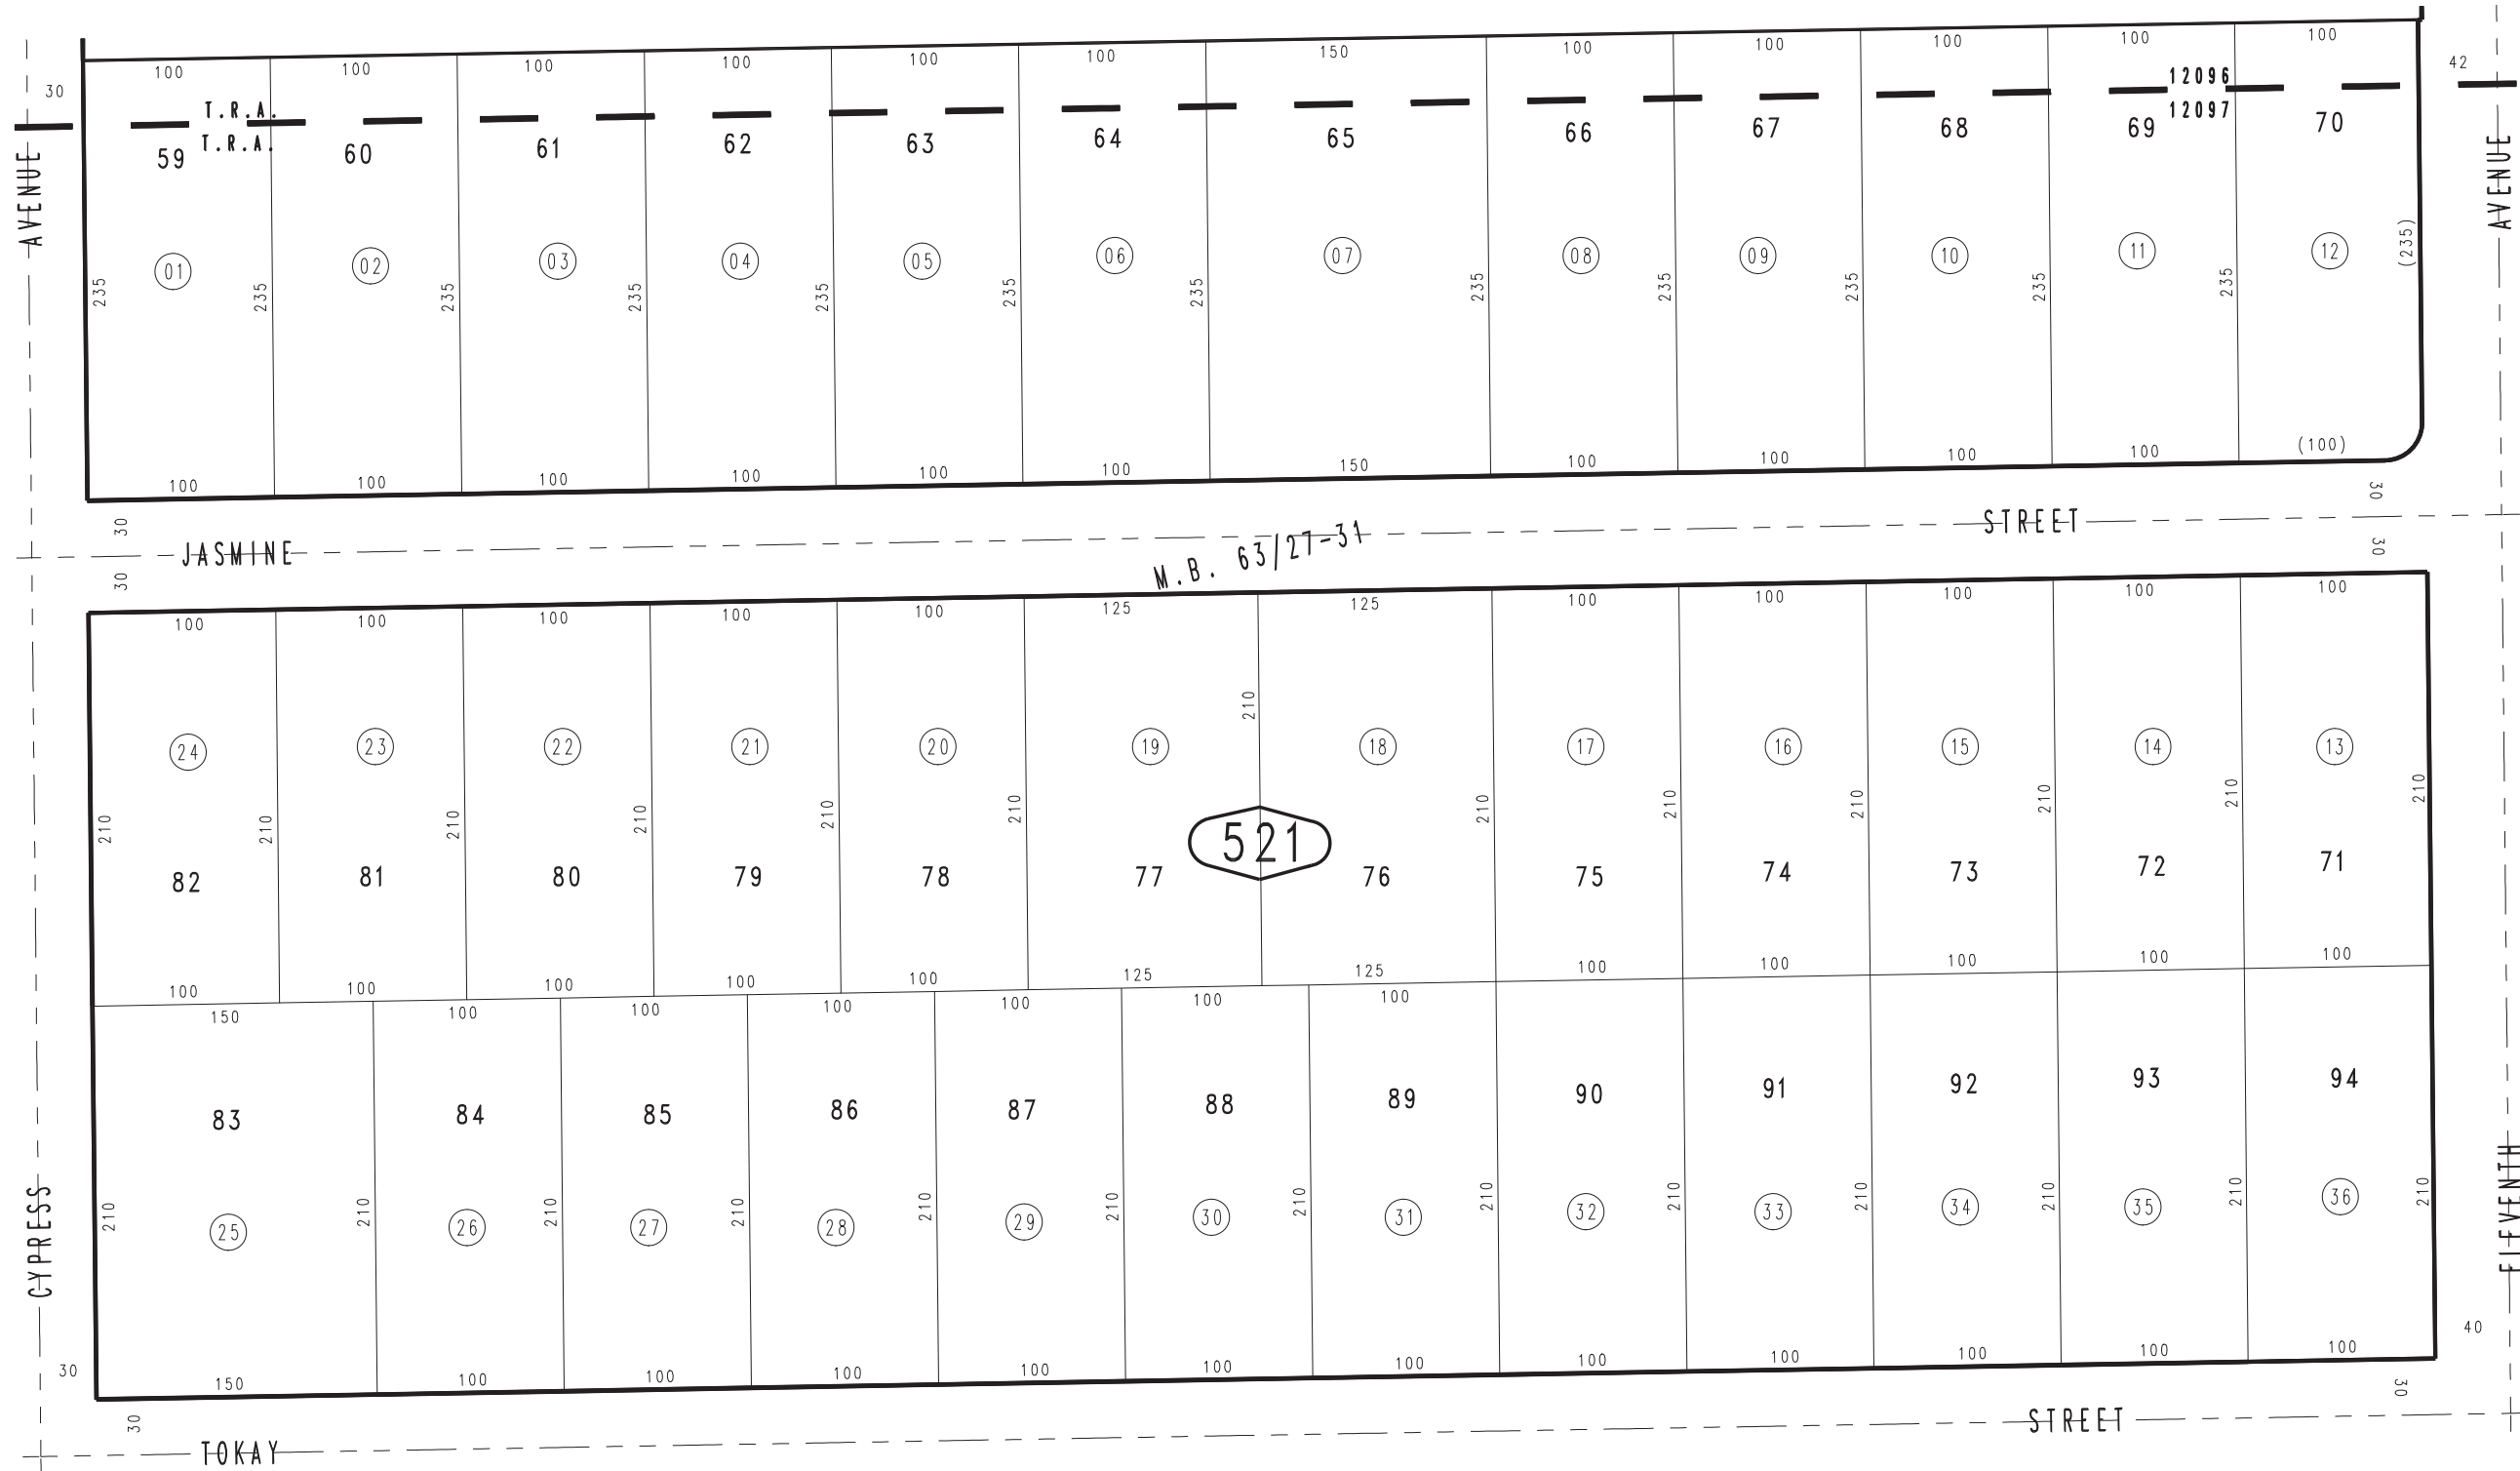 100 100 100 100 100 100 150 100 100 100 100 100
30 42
T.R.A. 12096
T.R.A. 12097
59 60 61 62 63 64 65 66 67 68 69 70
AVENUE
AVENUE
01 02 03 04 05 06 07 08 09 10 11 12
235 235 235 235 235 235 235 235 235 235 235 235 (235)
100 100 100 100 100 100 150 100 100 100 100 (100)
30 30
JASMINE STREET
M.B. 63/27-31
30 30
100 100 100 100 100 125 125 100 100 100 100 100
210
24 23 22 21 20 19 18 17 16 15 14 13
210 210 210 210 210 210 210 210 210 210 210 210
521
82 81 80 79 78 77 76 75 74 73 72 71
100 100 100 100 100 125 125 100 100 100 100 100
150 100 100 100 100 100 100
83 84 85 86 87 88 89 90 91 92 93 94
210 210 210 210 210 210 210 210 210 210 210 210 210
25 26 27 28 29 30 31 32 33 34 35 36
CYPRESS
ELEVENTH
30 40
150 100 100 100 100 100 100 100 100 100 100 100
30 30
TOKAY STREET